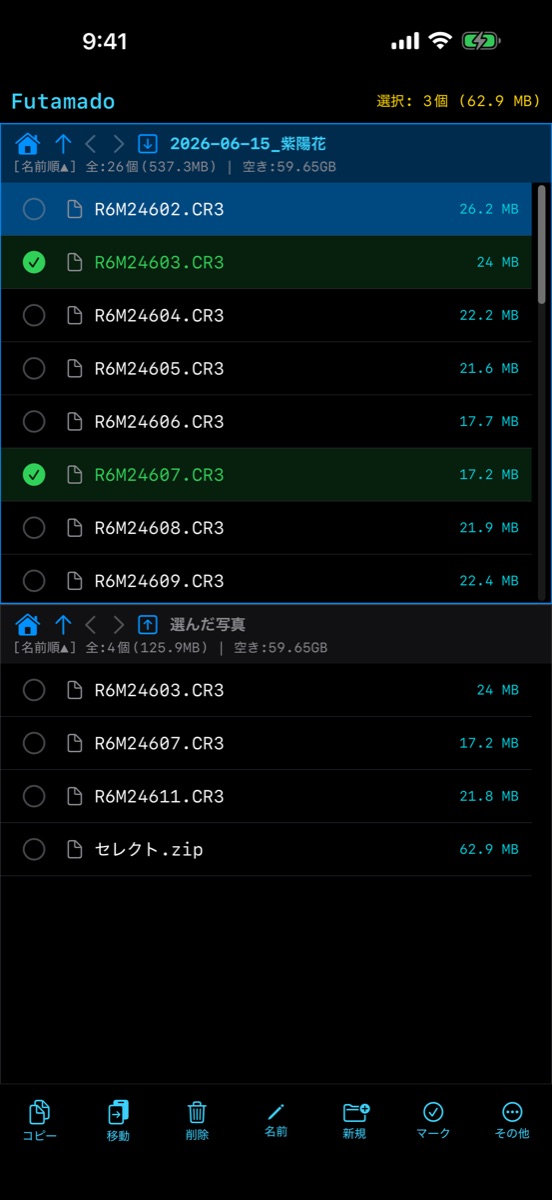 9:41
Futamado 選択: 3個 (62.9 MB)
2026-06-15_紫陽花
[名前順▲] 全:26個(537.3MB) | 空き:59.65GB
R6M24602.CR3 26.2 MB
R6M24603.CR3 24 MB
R6M24604.CR3 22.2 MB
R6M24605.CR3 21.6 MB
R6M24606.CR3 17.7 MB
R6M24607.CR3 17.2 MB
R6M24608.CR3 21.9 MB
R6M24609.CR3 22.4 MB
選んだ写真
[名前順▲] 全:4個(125.9MB) | 空き:59.65GB
R6M24603.CR3 24 MB
R6M24607.CR3 17.2 MB
R6M24611.CR3 21.8 MB
セレクト.zip 62.9 MB
コピー 移動 削除 名前 新規 マーク その他